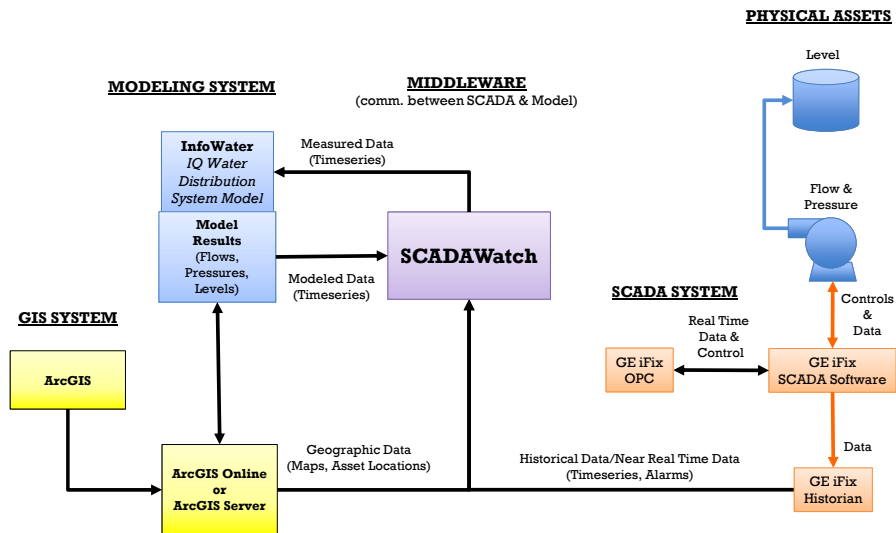 PHYSICAL ASSETS
Level
MODELING SYSTEM
MIDDLEWARE
(comm. between SCADA & Model)
InfoWater
IQ Water
Distribution
System Model
Measured Data
(Timeseries)
Model
Results
(Flows,
Pressures,
Levels)
Modeled Data
(Timeseries)
SCADAWatch
Flow &
Pressure
SCADA SYSTEM
Controls
&
Data
Real Time
Data &
Control
GE iFix
OPC
GE iFix
SCADA Software
GIS SYSTEM
ArcGIS
Data
ArcGIS Online
or
ArcGIS Server
Geographic Data
(Maps, Asset Locations)
Historical Data/Near Real Time Data
(Timeseries, Alarms)
GE iFix
Historian